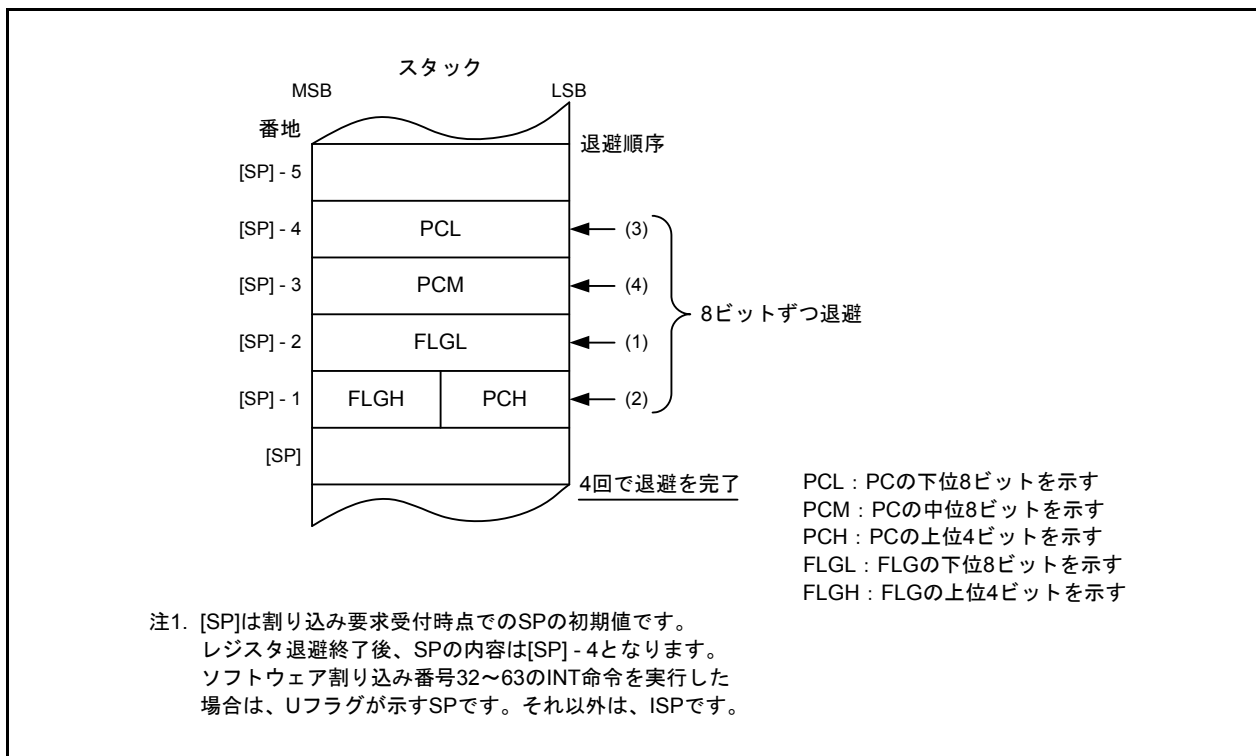 スタック
MSB
LSB
番地
退避順序
[SP] - 5
[SP] - 4
PCL
(3)
[SP] - 3
PCM
(4)
8ビットずつ退避
[SP] - 2
FLGL
(1)
[SP] - 1
FLGH
PCH
(2)
[SP]
4回で退避を完了
PCL：PCの下位8ビットを示す
PCM：PCの中位8ビットを示す
PCH：PCの上位4ビットを示す
FLGL：FLGの下位8ビットを示す
FLGH：FLGの上位4ビットを示す
注1. [SP]は割り込み要求受付時点でのSPの初期値です。
レジスタ退避終了後、SPの内容は[SP] - 4となります。
ソフトウェア割り込み番号32～63のINT命令を実行した
場合は、Uフラグが示すSPです。それ以外は、ISPです。